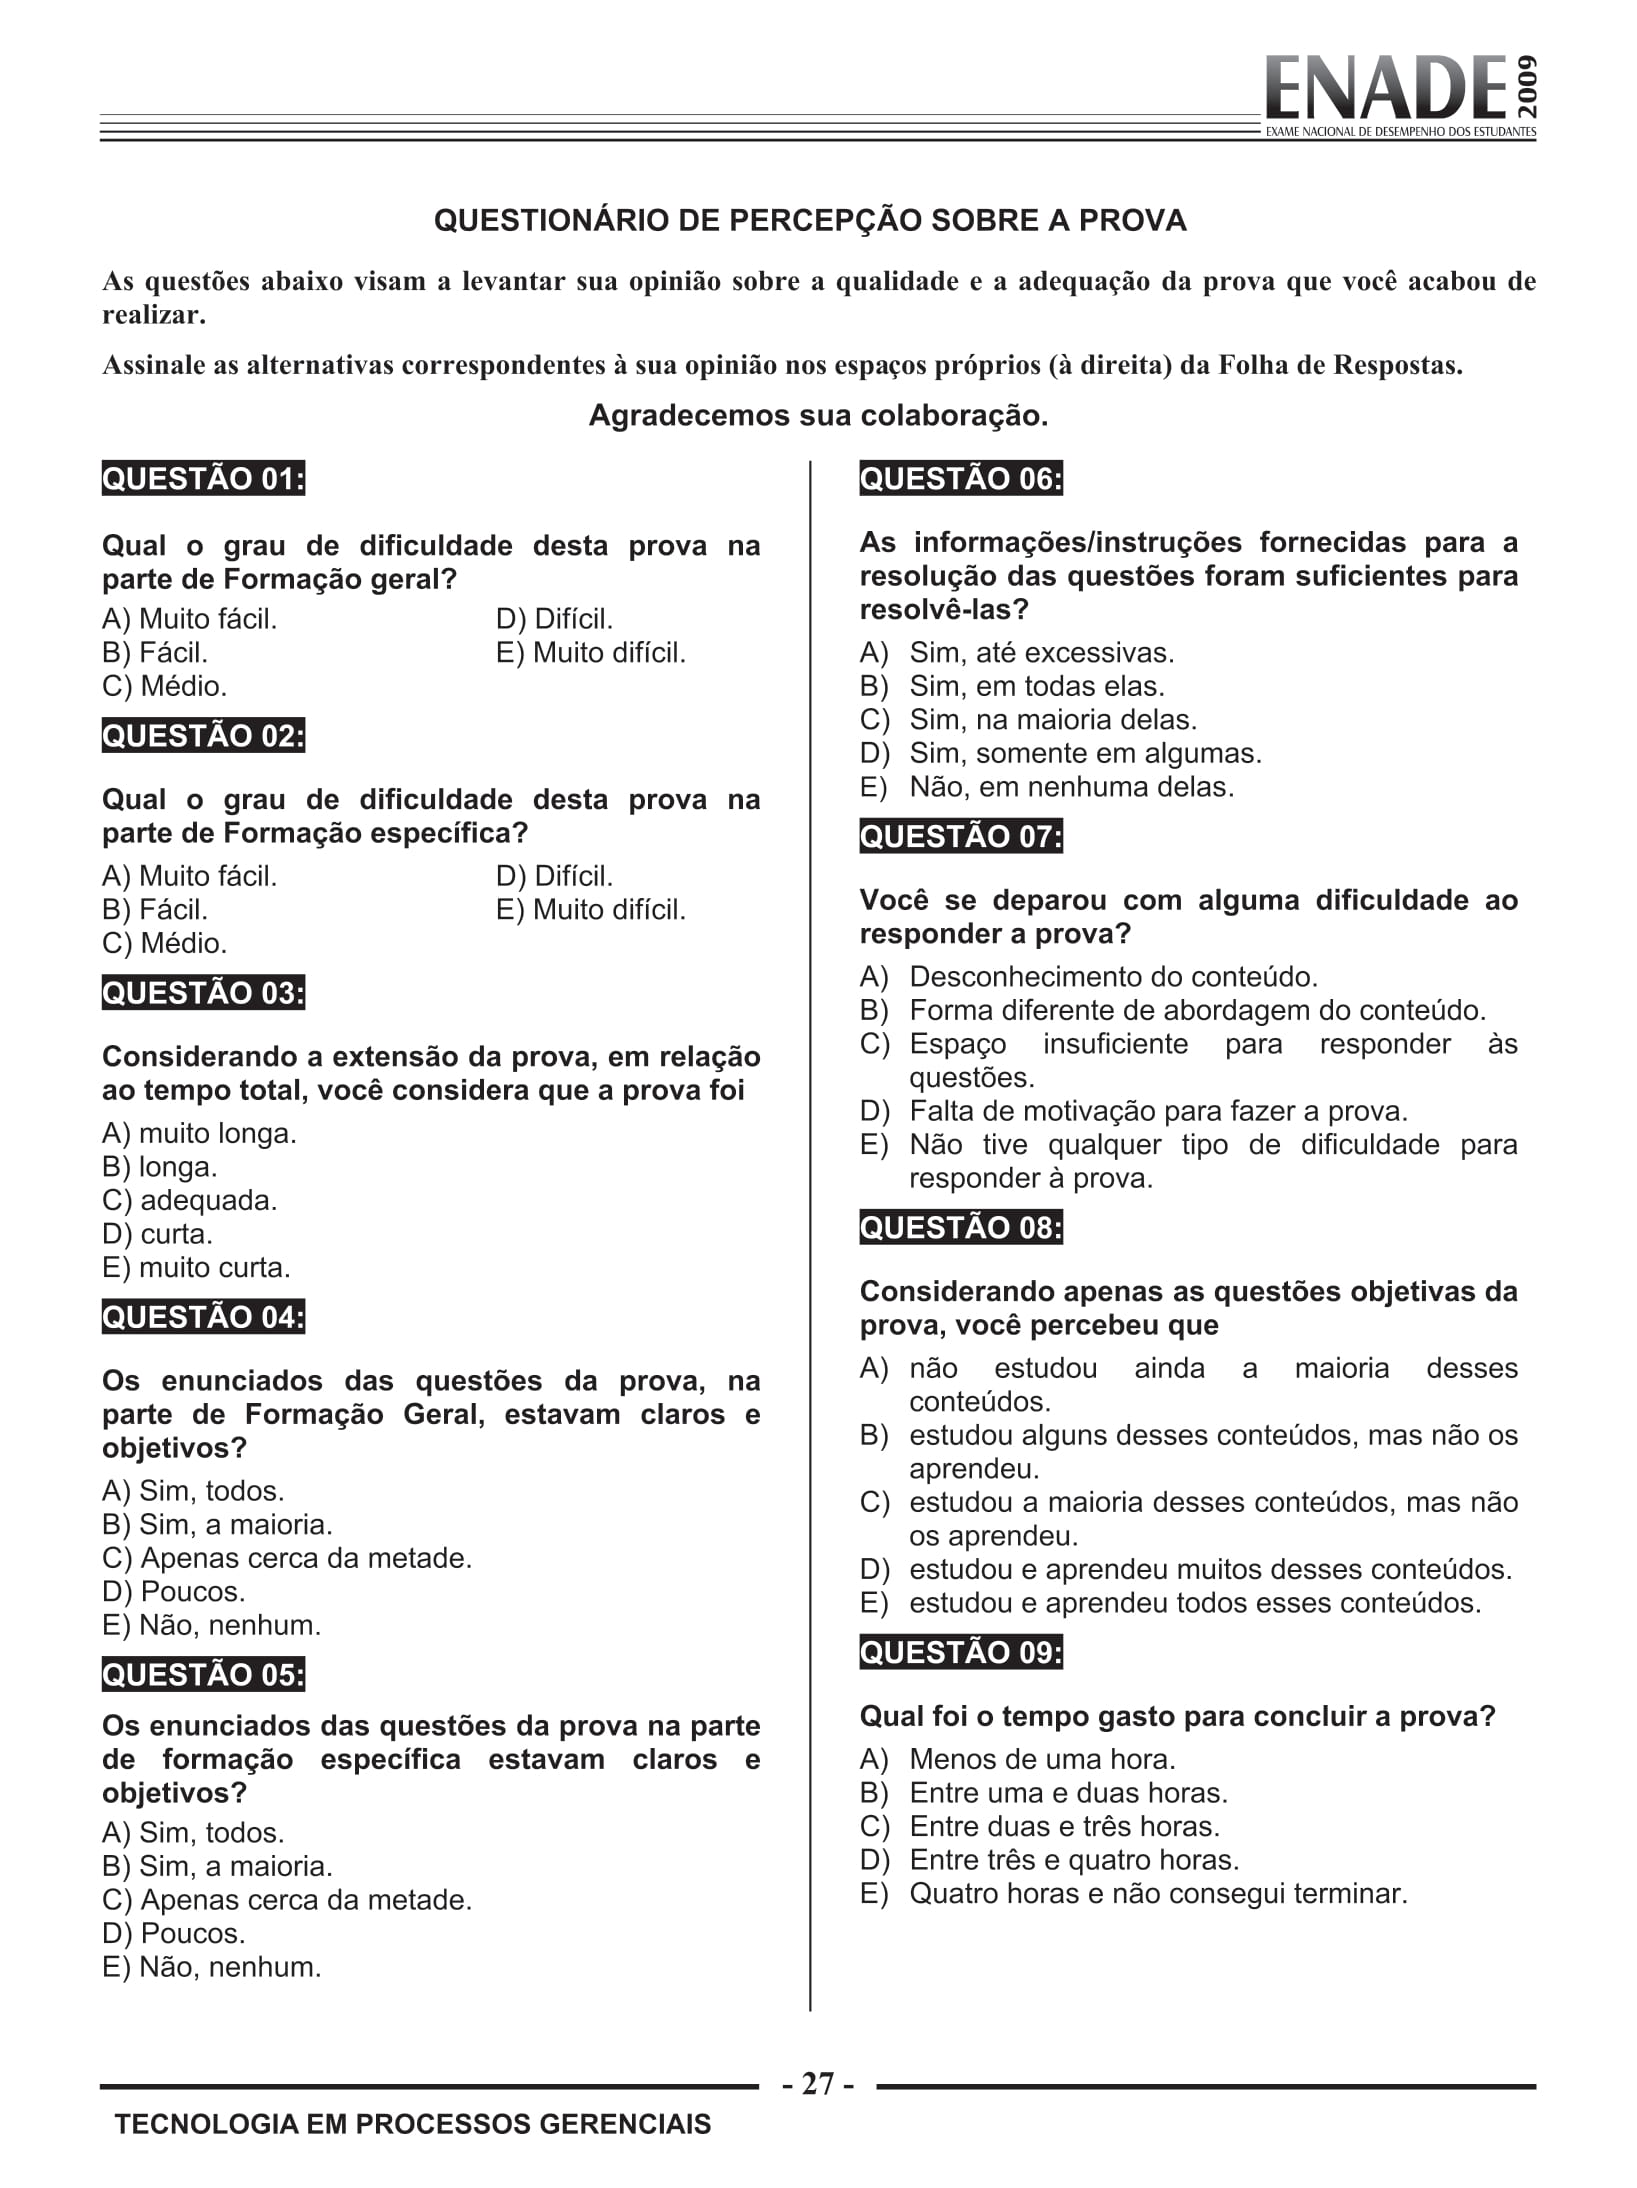 ENADE 2009
EXAME NACIONAL DE DESEMPENHO DOS ESTUDANTES
QUESTIONÁRIO DE PERCEPÇÃO SOBRE A PROVA
As questões abaixo visam a levantar sua opinião sobre a qualidade e a adequação da prova que você acabou de
realizar.
Assinale as alternativas correspondentes à sua opinião nos espaços próprios (à direita) da Folha de Respostas.
Agradecemos sua colaboração.
QUESTÃO 01:
Qual o grau de dificuldade desta prova na
parte de Formação geral?
A) Muito fácil.
B) Fácil.
C) Médio.
D) Difícil.
E) Muito difícil.
QUESTÃO 02:
Qual o grau de dificuldade desta prova na
parte de Formação específica?
A) Muito fácil.
B) Fácil.
C) Médio.
D) Difícil.
E) Muito difícil.
QUESTÃO 03:
Considerando a extensão da prova, em relação
ao tempo total, você considera que a prova foi
A) muito longa.
B) longa.
C) adequada.
D) curta.
E) muito curta.
QUESTÃO 04:
Os enunciados das questões da prova, na
parte de Formação Geral, estavam claros e
objetivos?
A) Sim, todos.
B) Sim, a maioria.
C) Apenas cerca da metade.
D) Poucos.
E) Não, nenhum.
QUESTÃO 05:
Os enunciados das questões da prova na parte
de formação específica estavam claros e
objetivos?
A) Sim, todos.
B) Sim, a maioria.
C) Apenas cerca da metade.
D) Poucos.
E) Não, nenhum.
QUESTÃO 06:
As informações/instruções fornecidas para a
resolução das questões foram suficientes para
resolvê-las?
A) Sim, até excessivas.
B) Sim, em todas elas.
C) Sim, na maioria delas.
D) Sim, somente em algumas.
E) Não, em nenhuma delas.
QUESTÃO 07:
Você se deparou com alguma dificuldade ao
responder a prova?
A) Desconhecimento do conteúdo.
B) Forma diferente de abordagem do conteúdo.
C) Espaço insuficiente para responder às
questões.
D) Falta de motivação para fazer a prova.
E) Não tive qualquer tipo de dificuldade para
responder à prova.
QUESTÃO 08:
Considerando apenas as questões objetivas da
prova, você percebeu que
A) não estudou ainda a maioria desses
conteúdos.
B) estudou alguns desses conteúdos, mas não os
aprendeu.
C) estudou a maioria desses conteúdos, mas não
os aprendeu.
D) estudou e aprendeu muitos desses conteúdos.
E) estudou e aprendeu todos esses conteúdos.
QUESTÃO 09:
Qual foi o tempo gasto para concluir a prova?
A) Menos de uma hora.
B) Entre uma e duas horas.
C) Entre duas e três horas.
D) Entre três e quatro horas.
E) Quatro horas e não consegui terminar.
- 27 -
TECNOLOGIA EM PROCESSOS GERENCIAIS